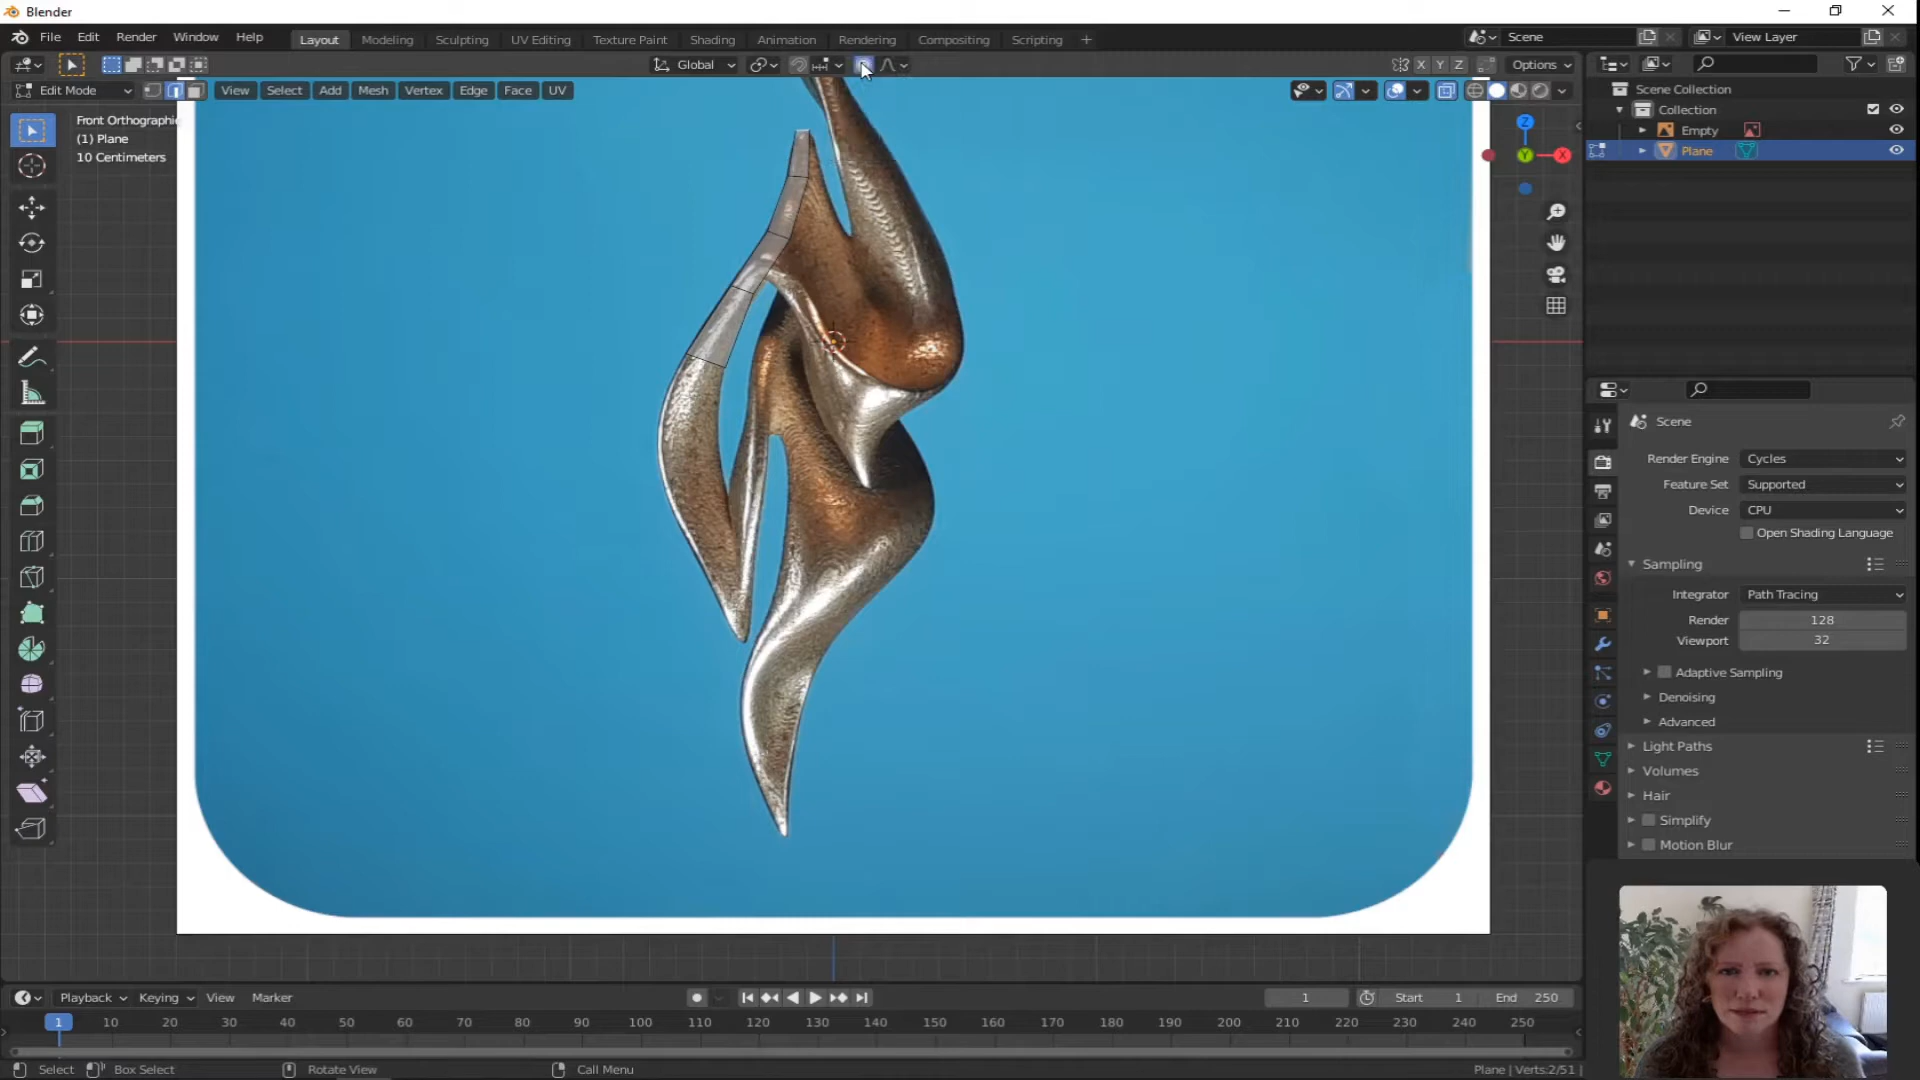 Blender
File Edit Render Window Help
Layout Modeling Sculpting UV Editing Texture Paint Shading Animation Rendering Compositing Scripting +
Scene
View Layer
Global
Options
X Y Z
Edit Mode
View Select Add Mesh Vertex Edge Face UV
Front Orthographic
(1) Plane
10 Centimeters
Z
Y
X
Scene Collection
Collection
Empty
Plane
Scene
Render Engine Cycles
Feature Set Supported
Device CPU
Open Shading Language
Sampling
Integrator Path Tracing
Render 128
Viewport 32
Adaptive Sampling
Denoising
Advanced
Light Paths
Volumes
Hair
Simplify
Motion Blur
Playback Keying View Marker
1 Start 1 End 250
1 10 20 30 40 50 60 70 80 90 100 110 120 130 140 150 160 170 180 190 200 210 220 230 240 250
Select Box Select Rotate View Call Menu
Plane | Verts:2/51